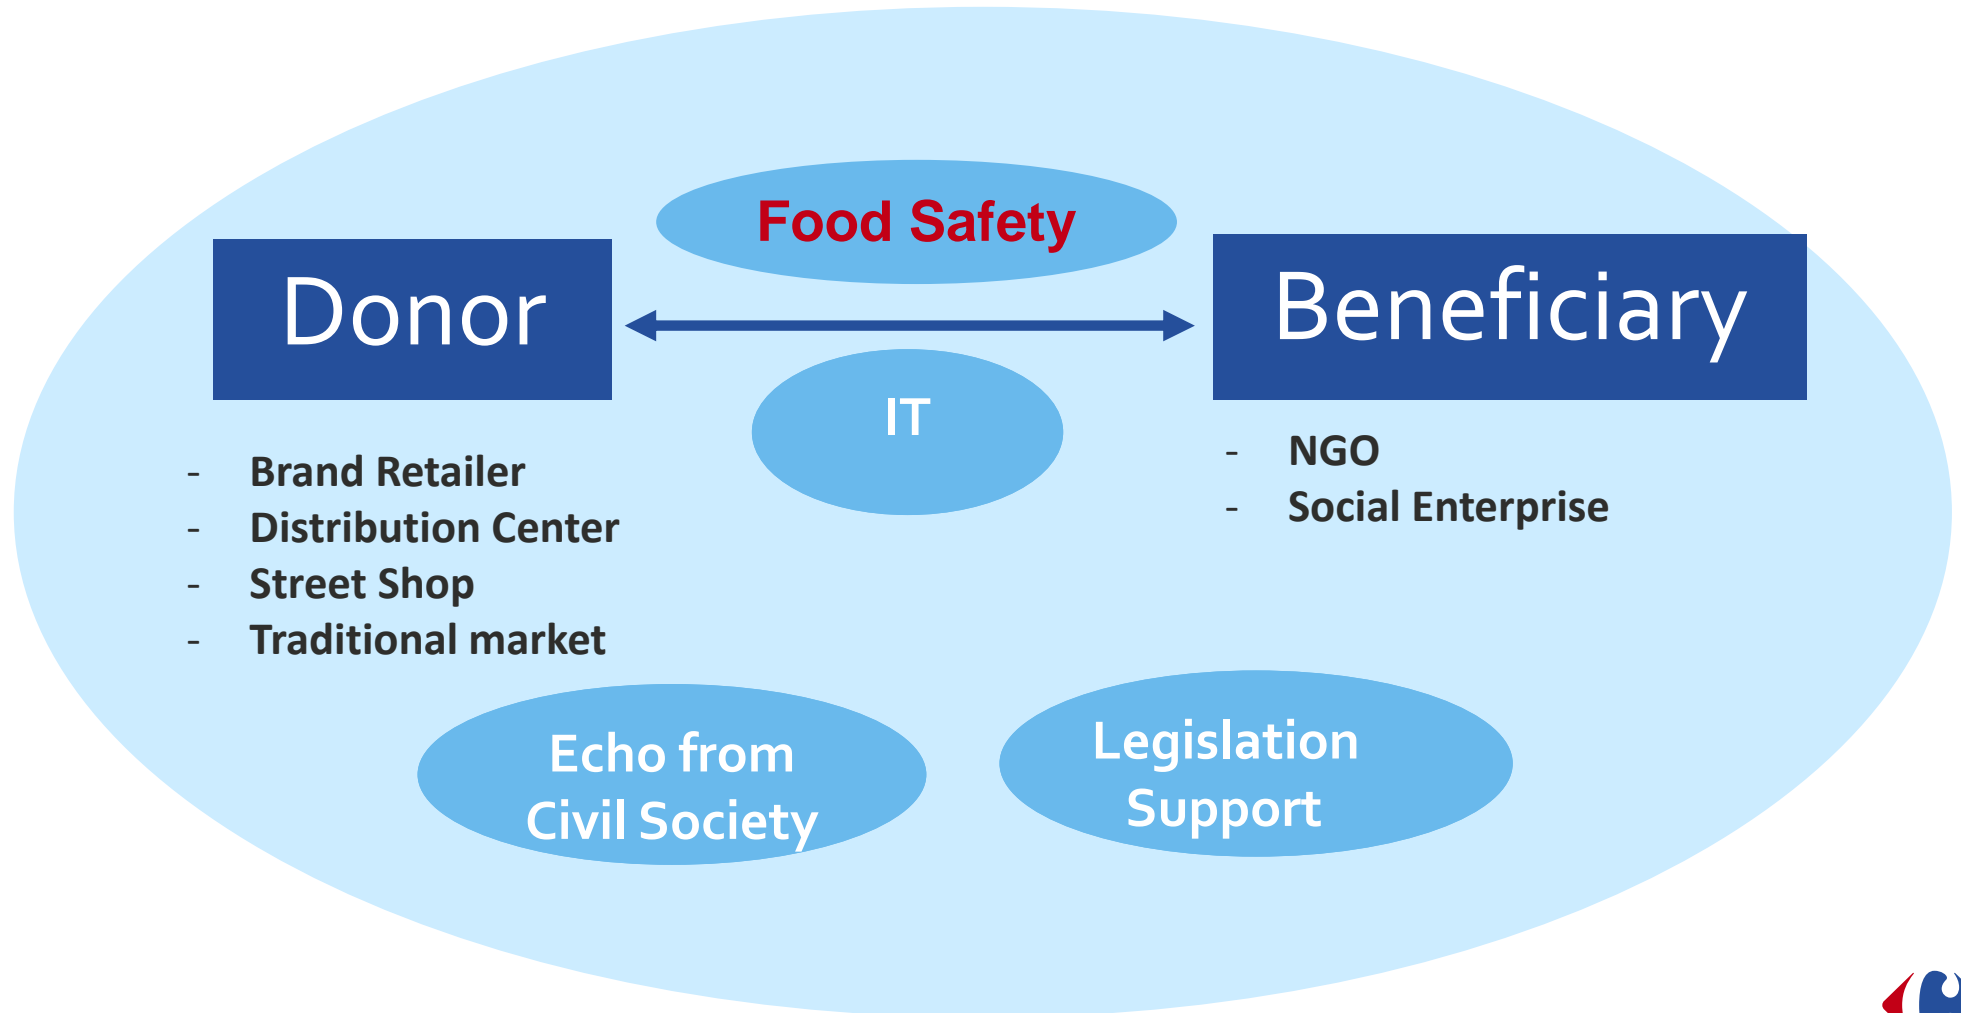 Food Safety
Donor
Beneficiary
IT
- Brand Retailer
- Distribution Center
- Street Shop
- Traditional market
- NGO
- Social Enterprise
Echo from
Civil Society
Legislation
Support